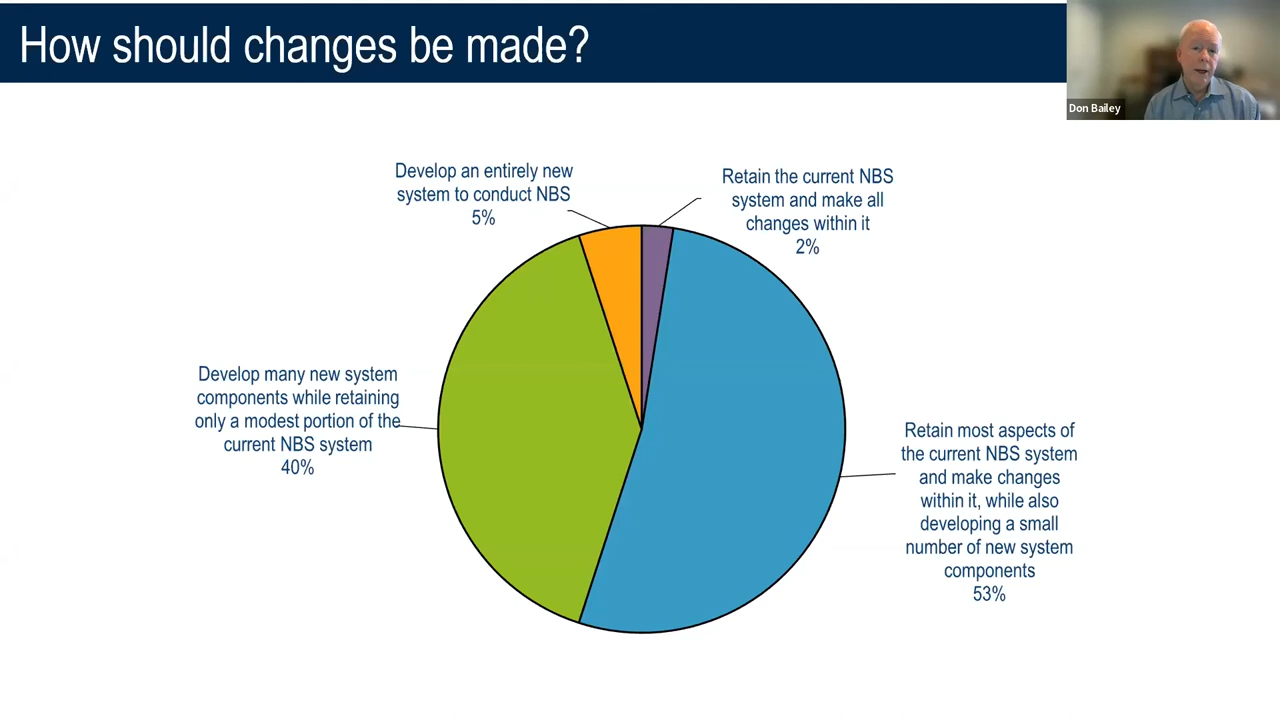 How should changes be made?
Don Bailey
Develop an entirely new
system to conduct NBS
5%
Retain the current NBS
system and make all
changes within it
2%
Develop many new system
components while retaining
only a modest portion of the
current NBS system
40%
Retain most aspects of
the current NBS system
and make changes
within it, while also
developing a small
number of new system
components
53%